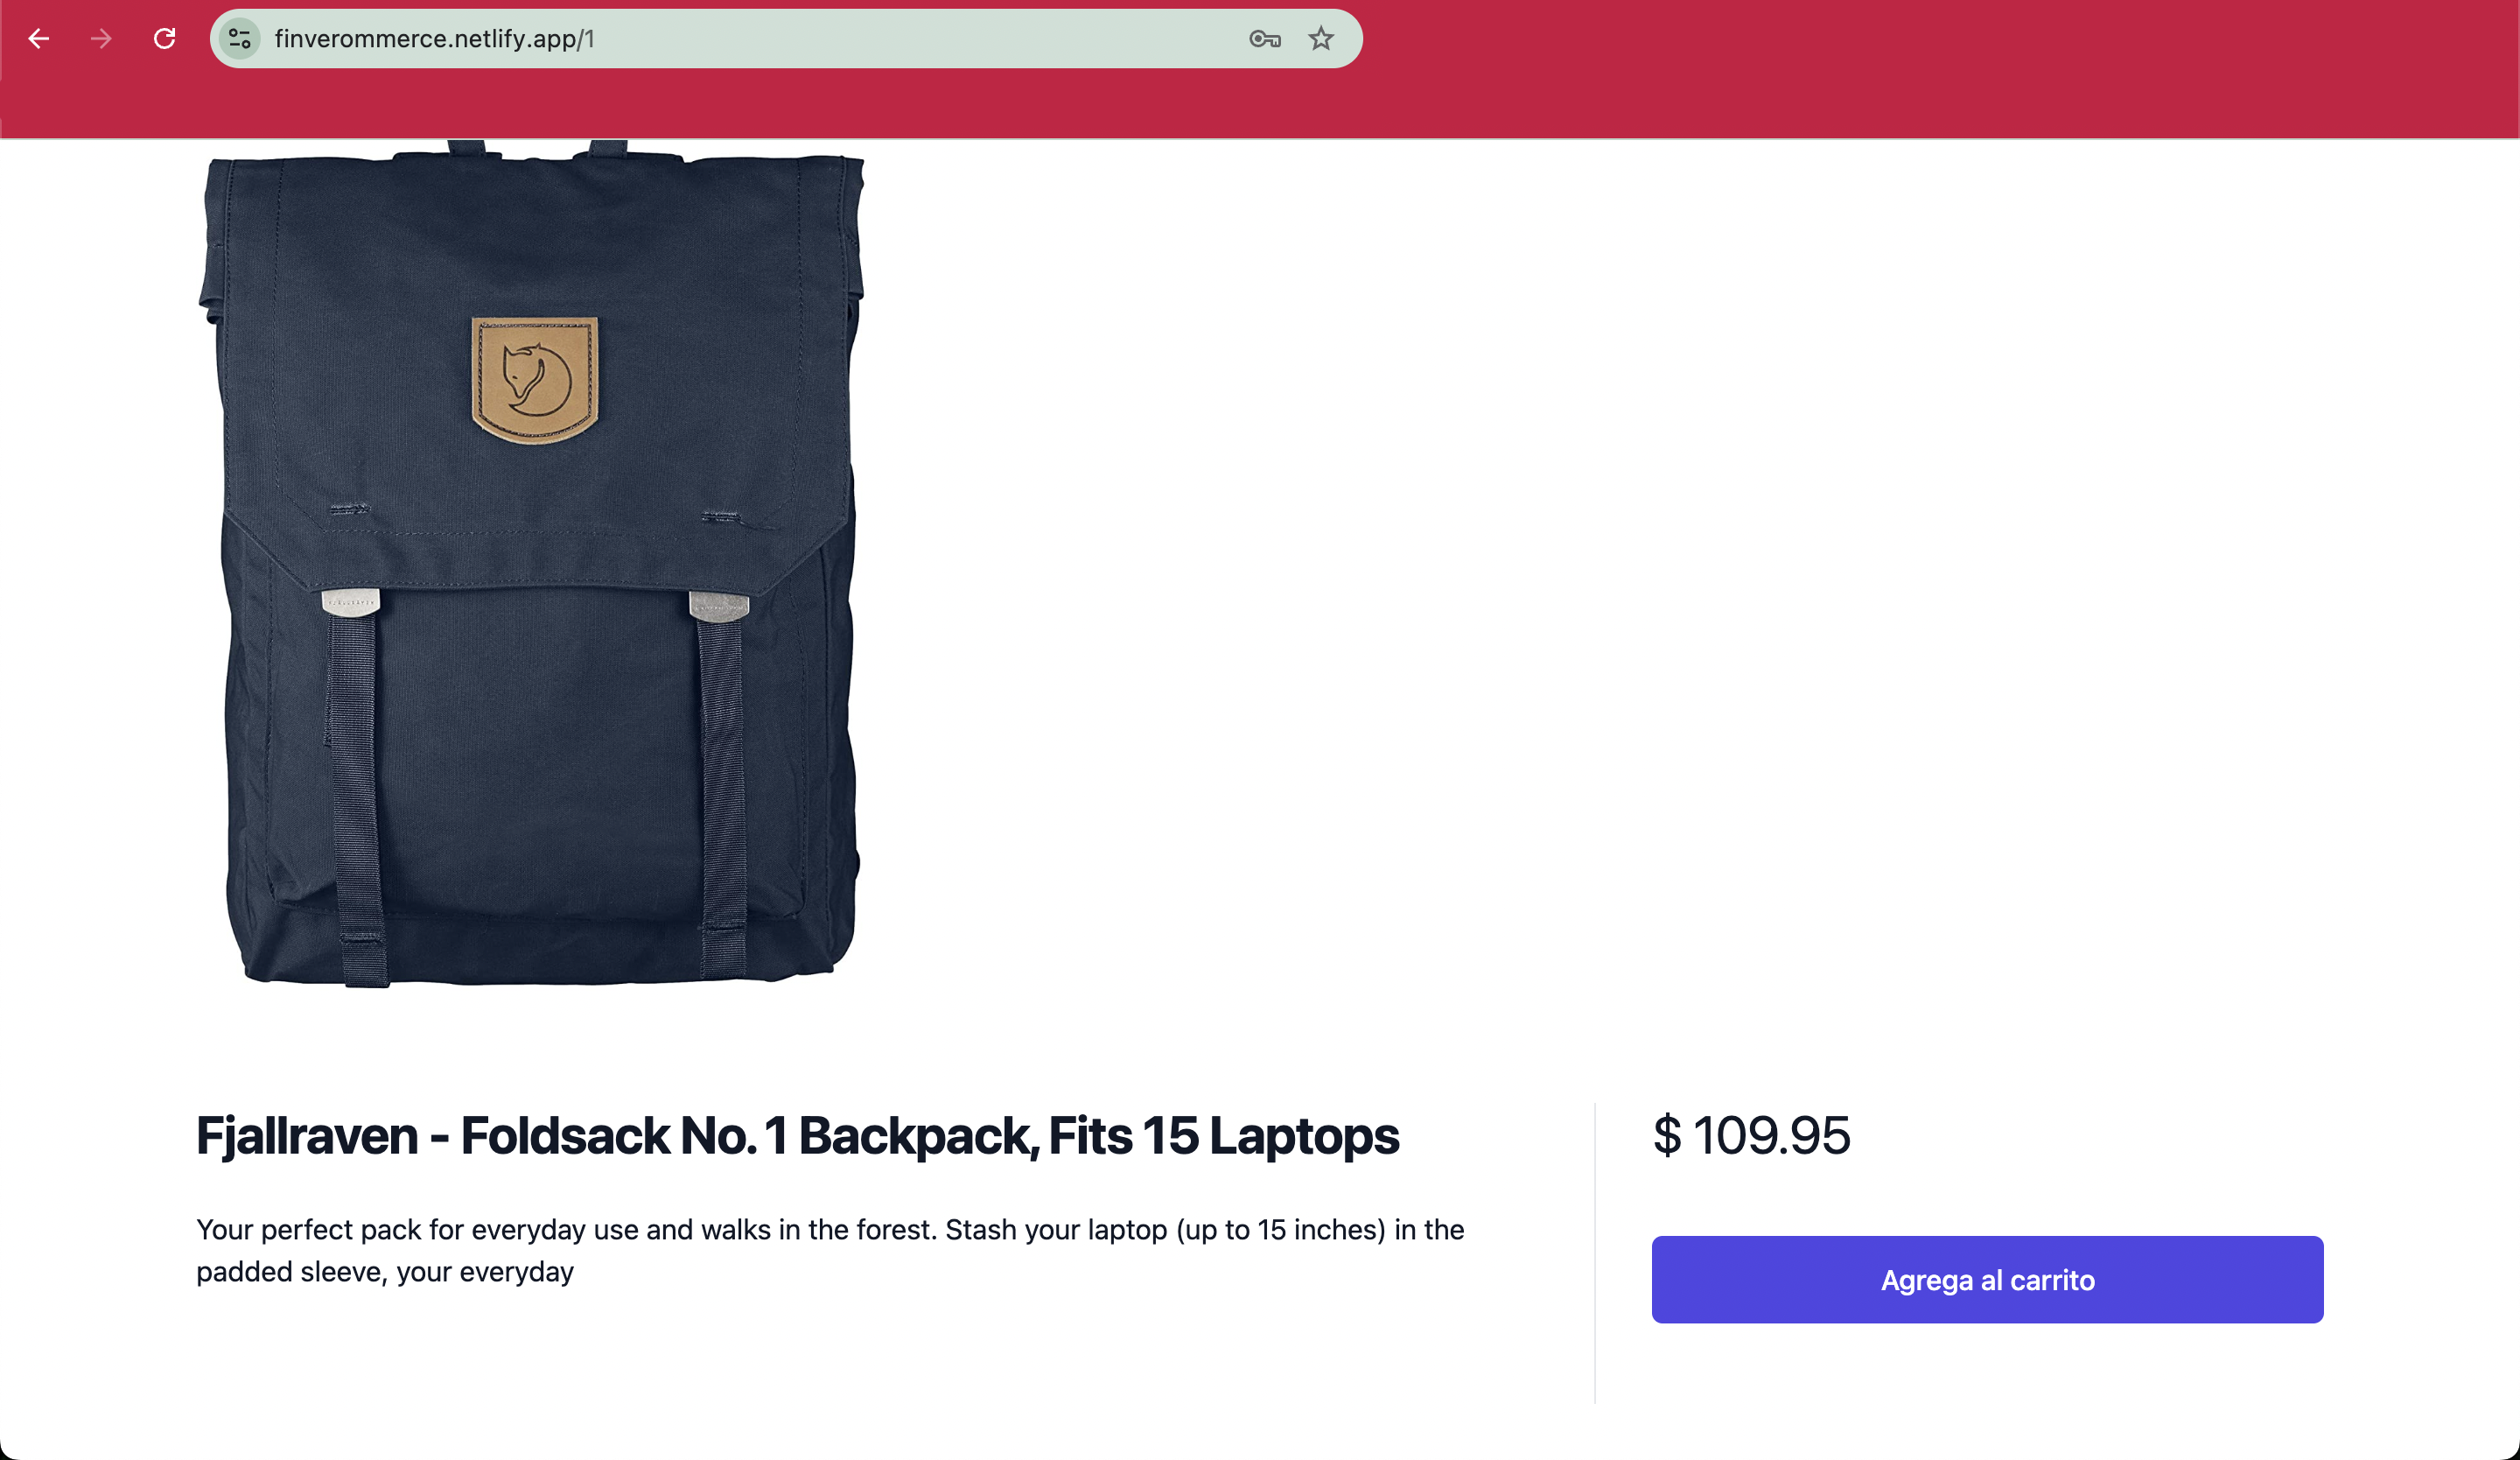 finverommerce.netlify.app/1
Fjallraven - Foldsack No. 1 Backpack, Fits 15 Laptops
$ 109.95
Your perfect pack for everyday use and walks in the forest. Stash your laptop (up to 15 inches) in the
padded sleeve, your everyday
Agrega al carrito